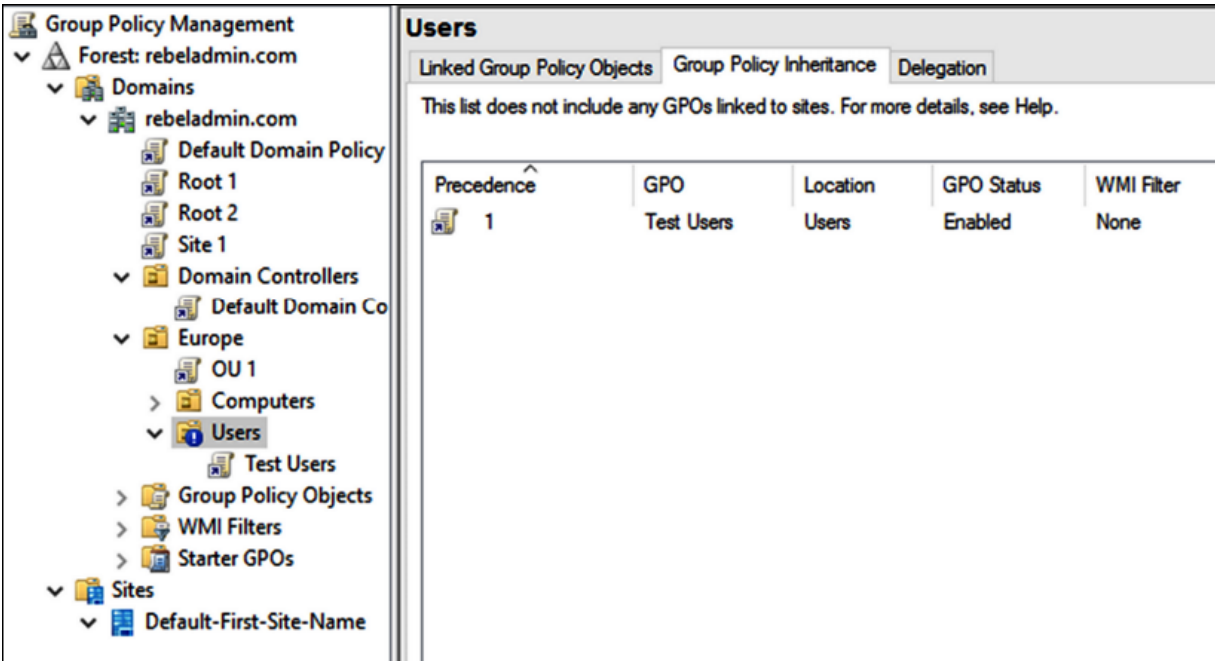 Group Policy Management
Forest: rebeladmin.com
Domains
rebeladmin.com
Default Domain Policy
Root 1
Root 2
Site 1
Domain Controllers
Default Domain Co
Europe
OU 1
Computers
Users
Test Users
Group Policy Objects
WMI Filters
Starter GPOs
Sites
Default-First-Site-Name
Users
Linked Group Policy Objects Group Policy Inheritance Delegation
This list does not include any GPOs linked to sites. For more details, see Help.
Precedence GPO Location GPO Status WMI Filter
1 Test Users Users Enabled None